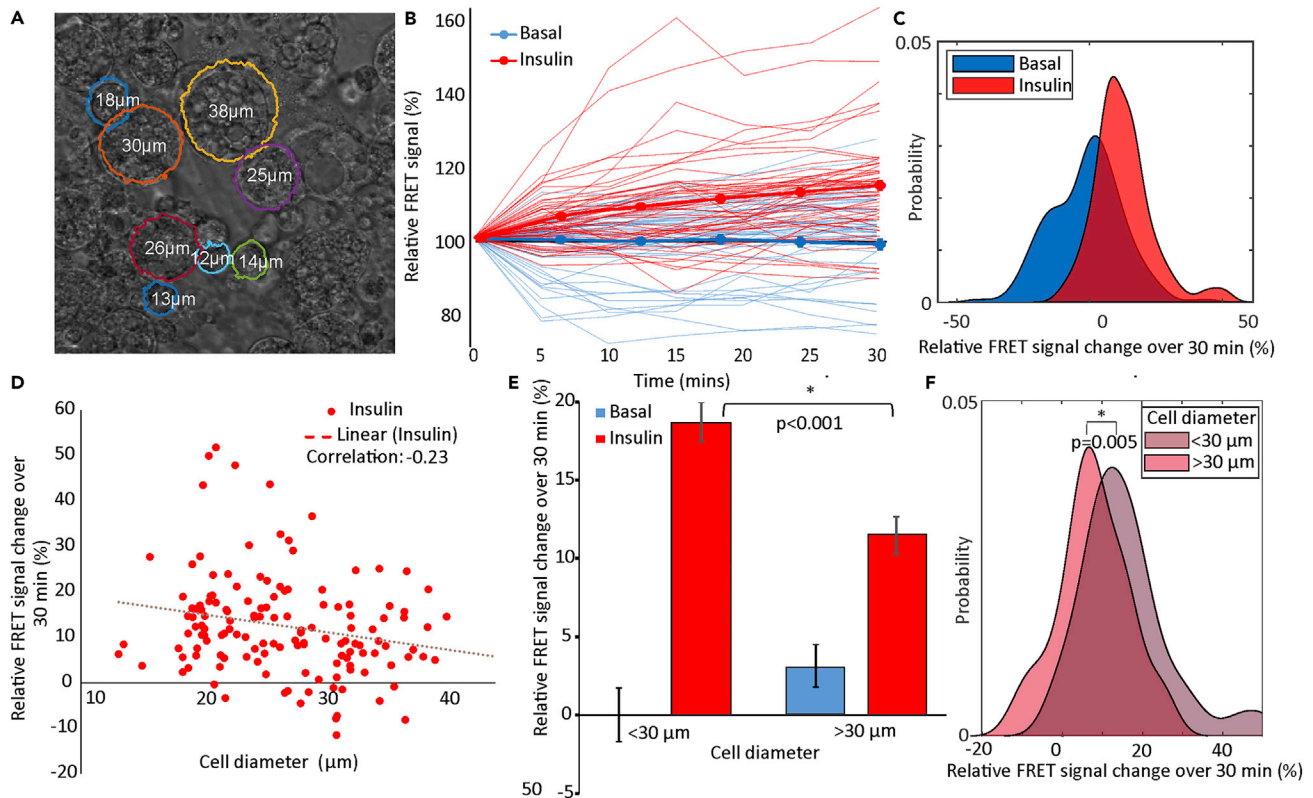 A
18μm
38μm
30μm
25μm
26μm
12μm
14μm
13μm
B
Relative FRET signal (%)
160
140
120
100
80
Basal
Insulin
0 5 10 15 20 25 30
Time (mins)
C
0.05
Basal
Insulin
Probability
0
-50 0 50
Relative FRET signal change over 30 min (%)
D
Relative FRET signal change over
30 min (%)
60
50
40
30
20
10
0
-10
-20
Insulin
Linear (Insulin)
Correlation: -0.23
10 20 30 40
Cell diameter (μm)
50
E
Relative FRET signal change over 30 min (%)
20
15
10
5
0
-5
Basal
Insulin
*
p<0.001
<30 μm >30 μm
Cell diameter
F
0.05
*
p=0.005
Cell diameter
<30 μm
>30 μm
Probability
0
-20 0 20 40
Relative FRET signal change over 30 min (%)